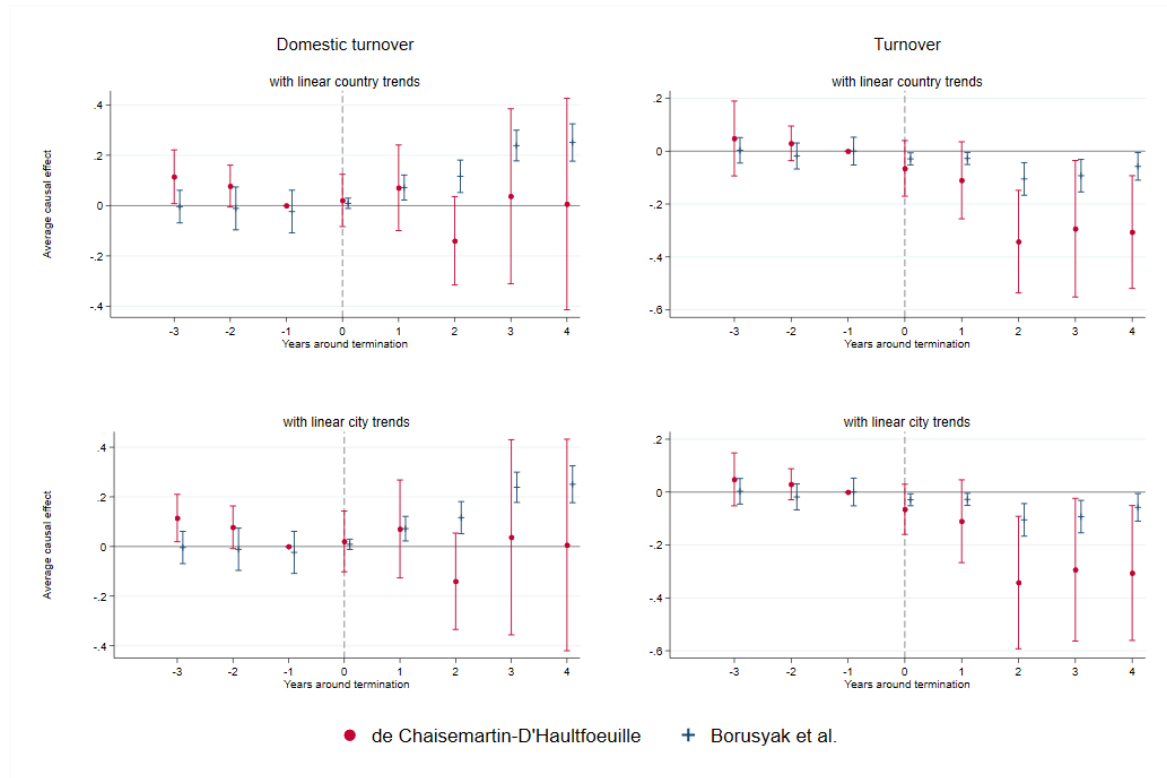 Domestic turnover
Turnover
with linear country trends
.4
.2
0
-.2
-.4
Average causal effect
-3 -2 -1 0 1 2 3 4
Years around termination
with linear country trends
.2
0
-.2
-.4
-.6
-3 -2 -1 0 1 2 3 4
Years around termination
with linear city trends
.4
.2
0
-.2
-.4
Average causal effect
-3 -2 -1 0 1 2 3 4
Years around termination
with linear city trends
.2
0
-.2
-.4
-.6
-3 -2 -1 0 1 2 3 4
Years around termination
de Chaisemartin-D'Haultfoeuille
Borusyak et al.